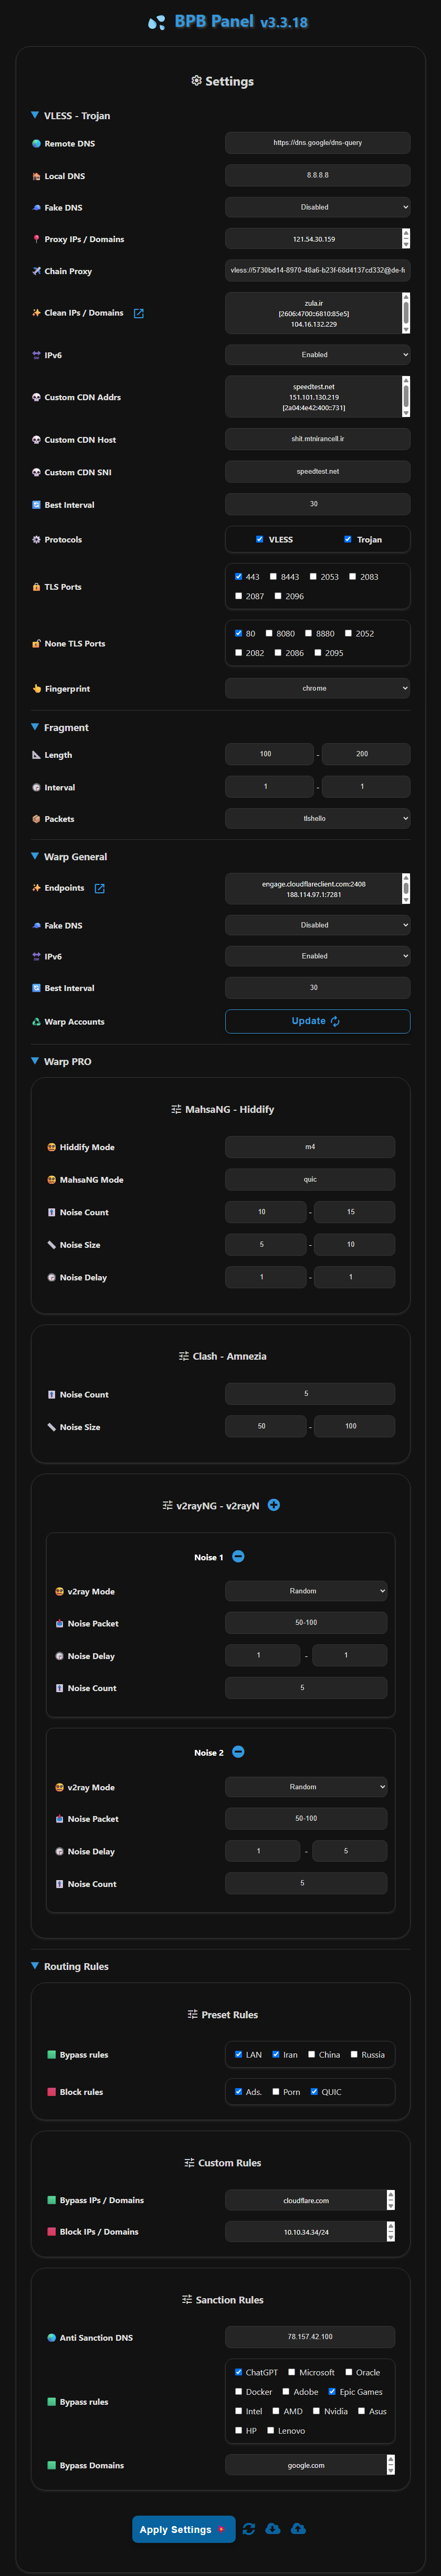 BPB Panel v3.3.18
Settings
VLESS - Trojan
Remote DNS https://dns.google/dns-query
Local DNS 8.8.8.8
Fake DNS Disabled
Proxy IPs / Domains 121.54.30.159
Chain Proxy vless://5730bd14-8970-48a6-b23f-68d4137cd332@de-fu
Clean IPs / Domains zula.ir
[2606:4700::6810:85e5]
104.16.132.229
IPv6 Enabled
Custom CDN Addrs speedtest.net
151.101.130.219
[2a04:4e42:400::731]
Custom CDN Host shit.mtnirancell.ir
Custom CDN SNI speedtest.net
Best Interval 30
Protocols VLESS Trojan
TLS Ports 443 8443 2053 2083
2087 2096
None TLS Ports 80 8080 8880 2052
2082 2086 2095
Fingerprint chrome
Fragment
Length 100 - 200
Interval 1 - 1
Packets tlshello
Warp General
Endpoints engage.cloudflareclient.com:2408
188.114.97.1:7281
Fake DNS Disabled
IPv6 Enabled
Best Interval 30
Warp Accounts Update
Warp PRO
MahsaNG - Hiddify
Hiddify Mode m4
MahsaNG Mode quic
Noise Count 10 - 15
Noise Size 5 - 10
Noise Delay 1 - 1
Clash - Amnezia
Noise Count 5
Noise Size 50 - 100
v2rayNG - v2rayN
Noise 1
v2ray Mode Random
Noise Packet 50-100
Noise Delay 1 - 1
Noise Count 5
Noise 2
v2ray Mode Random
Noise Packet 50-100
Noise Delay 1 - 5
Noise Count 5
Routing Rules
Preset Rules
Bypass rules LAN Iran China Russia
Block rules Ads. Porn QUIC
Custom Rules
Bypass IPs / Domains cloudflare.com
Block IPs / Domains 10.10.34.34/24
Sanction Rules
Anti Sanction DNS 78.157.42.100
Bypass rules ChatGPT Microsoft Oracle
Docker Adobe Epic Games
Intel AMD Nvidia Asus
HP Lenovo
Bypass Domains google.com
Apply Settings